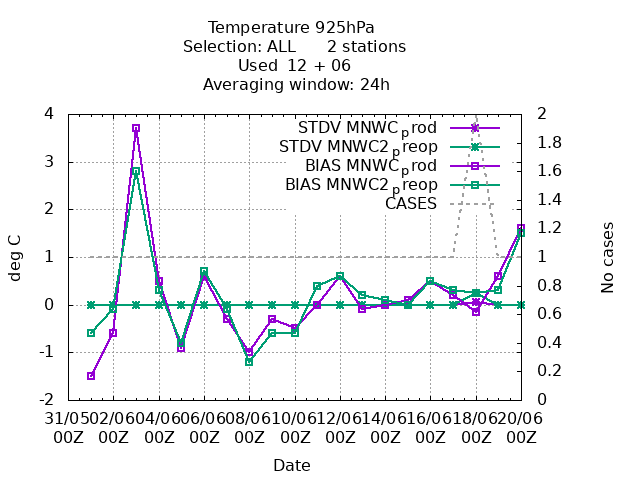 Temperature 925hPa
Selection: ALL      2 stations
Used  12 + 06
Averaging window: 24h
STDV MNWC_prod
STDV MNWC2_preop
BIAS MNWC_prod
BIAS MNWC2_preop
CASES
4
3
2
1
0
-1
-2
deg C
2
1.8
1.6
1.4
1.2
1
0.8
0.6
0.4
0.2
0
No cases
31/05 02/06 04/06 06/06 08/06 10/06 12/06 14/06 16/06 18/06 20/06
00Z 00Z 00Z 00Z 00Z 00Z 00Z 00Z 00Z 00Z 00Z
Date